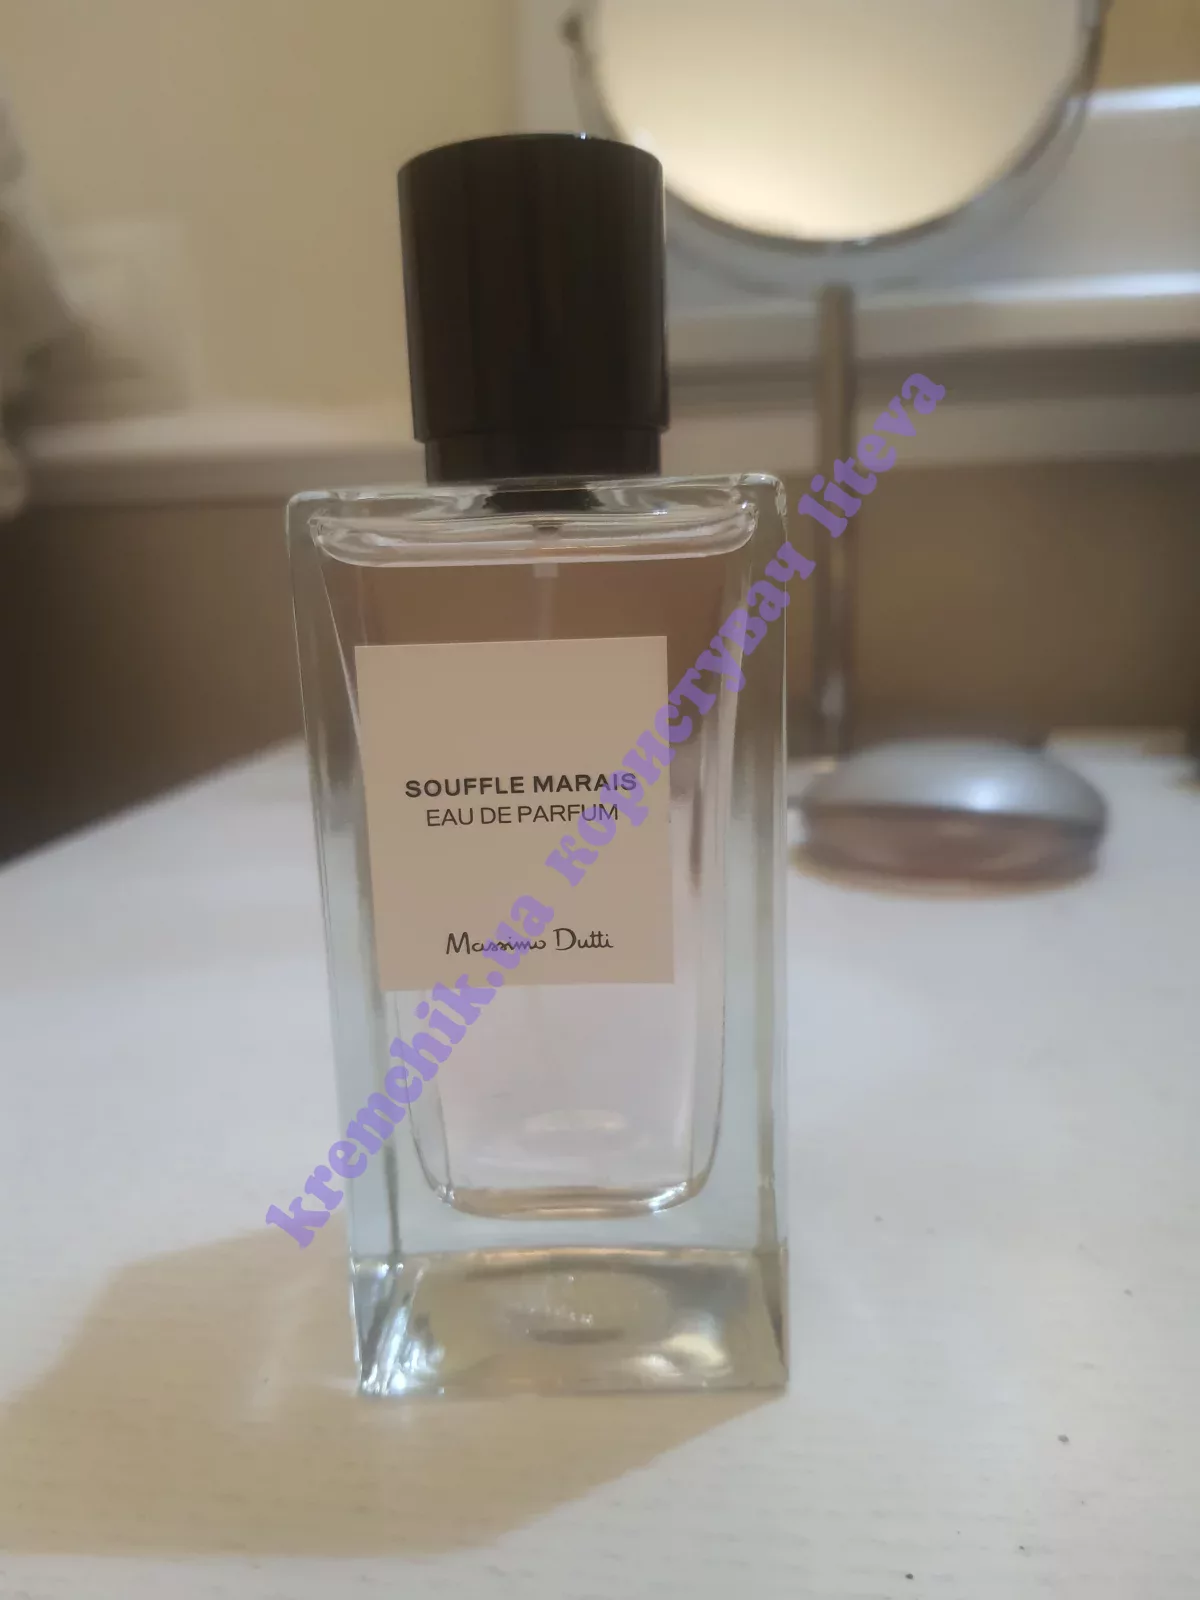 SOUFFLE MARAIS
EAU DE PARFUM
Massimo Dutti
kremchik.ua користувач liteva